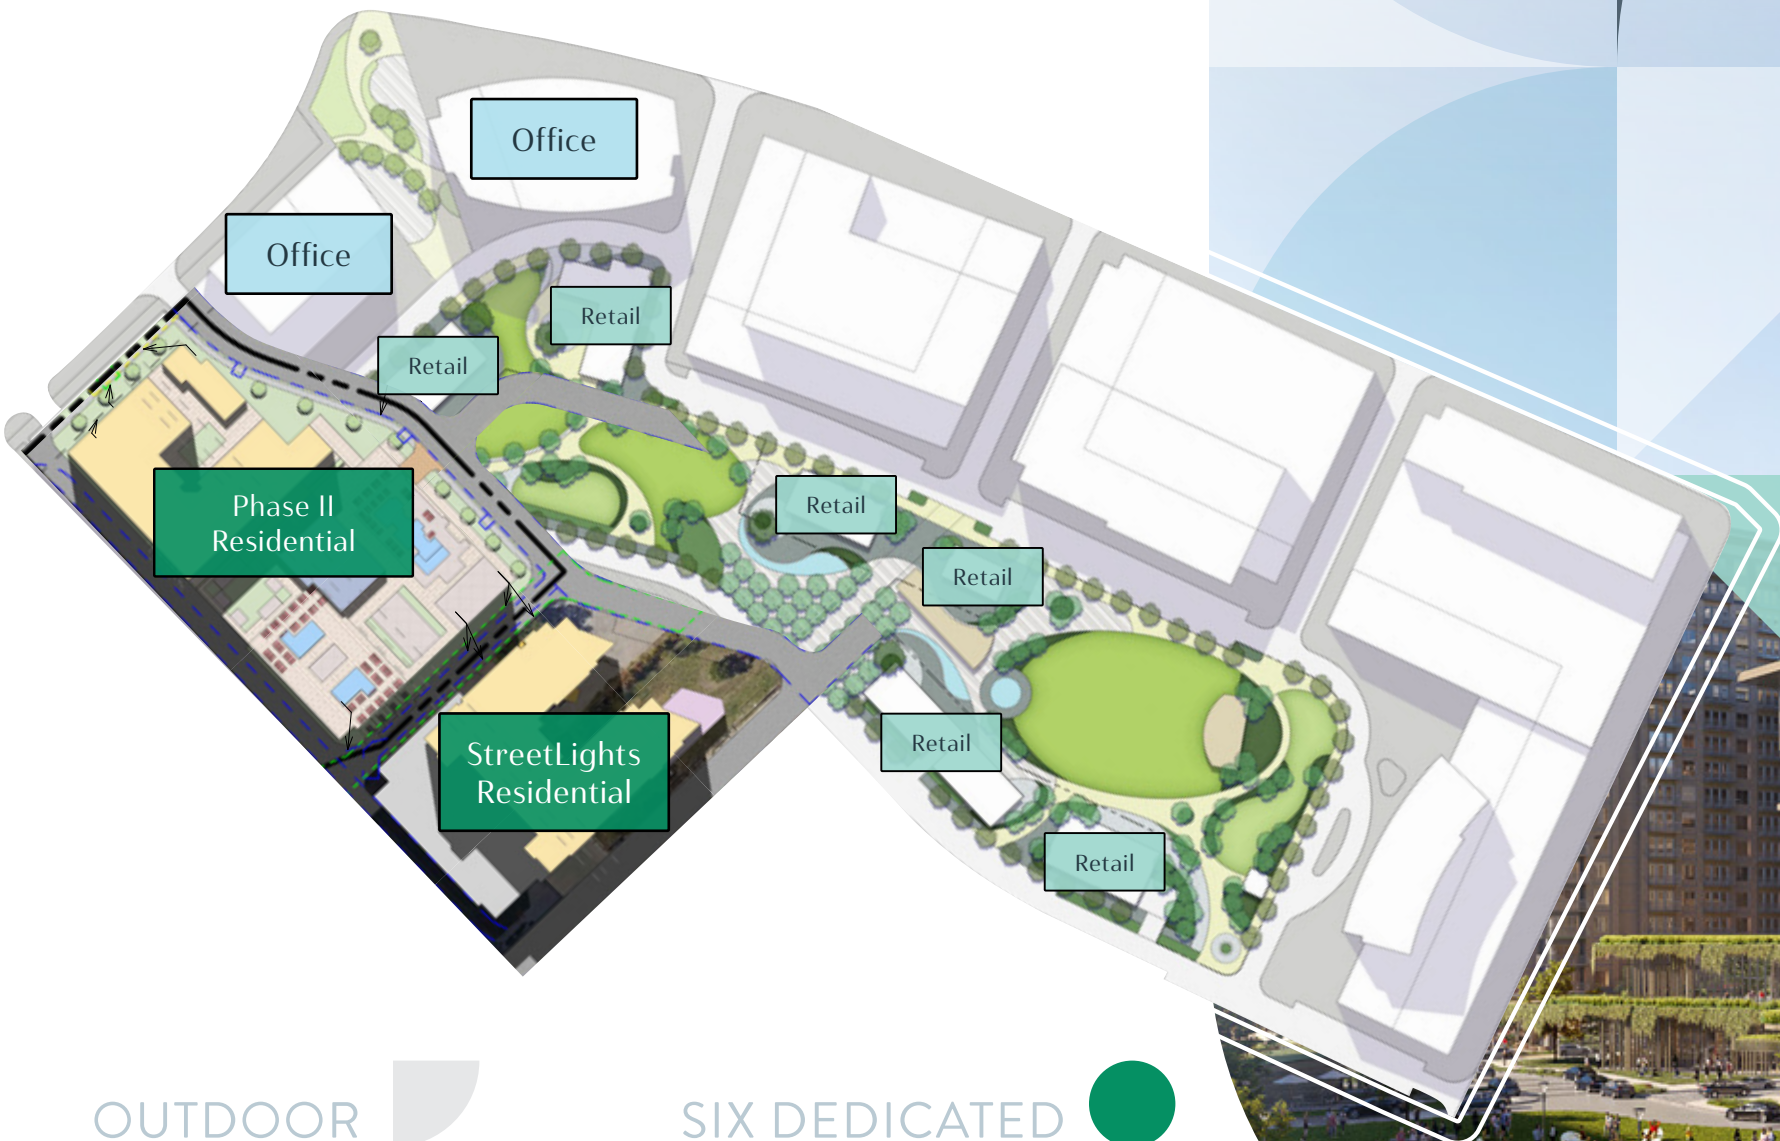 Office
Office
Retail
Retail
Phase II
Residential
Retail
Retail
StreetLights
Residential
Retail
Retail
OUTDOOR
SIX DEDICATED